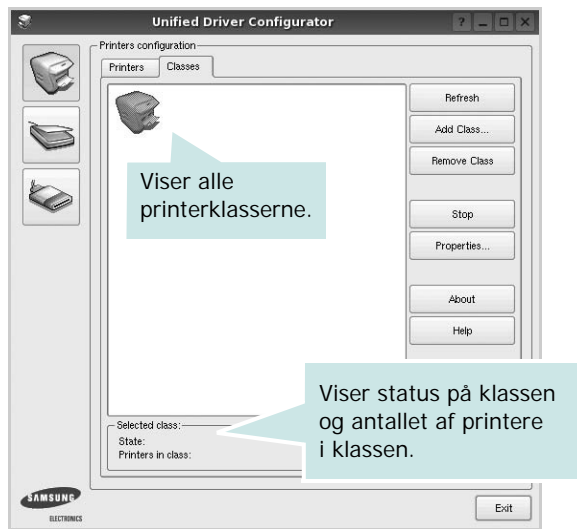 Unified Driver Configurator
Printers configuration
Printers Classes
Refresh
Add Class...
Remove Class
Stop
Properties...
About
Help
Viser alle
printerklasserne.
Viser status på klassen
og antallet af printere
i klassen.
Selected class:
State:
Printers in class:
SAMSUNG
ELECTRONICS
Exit